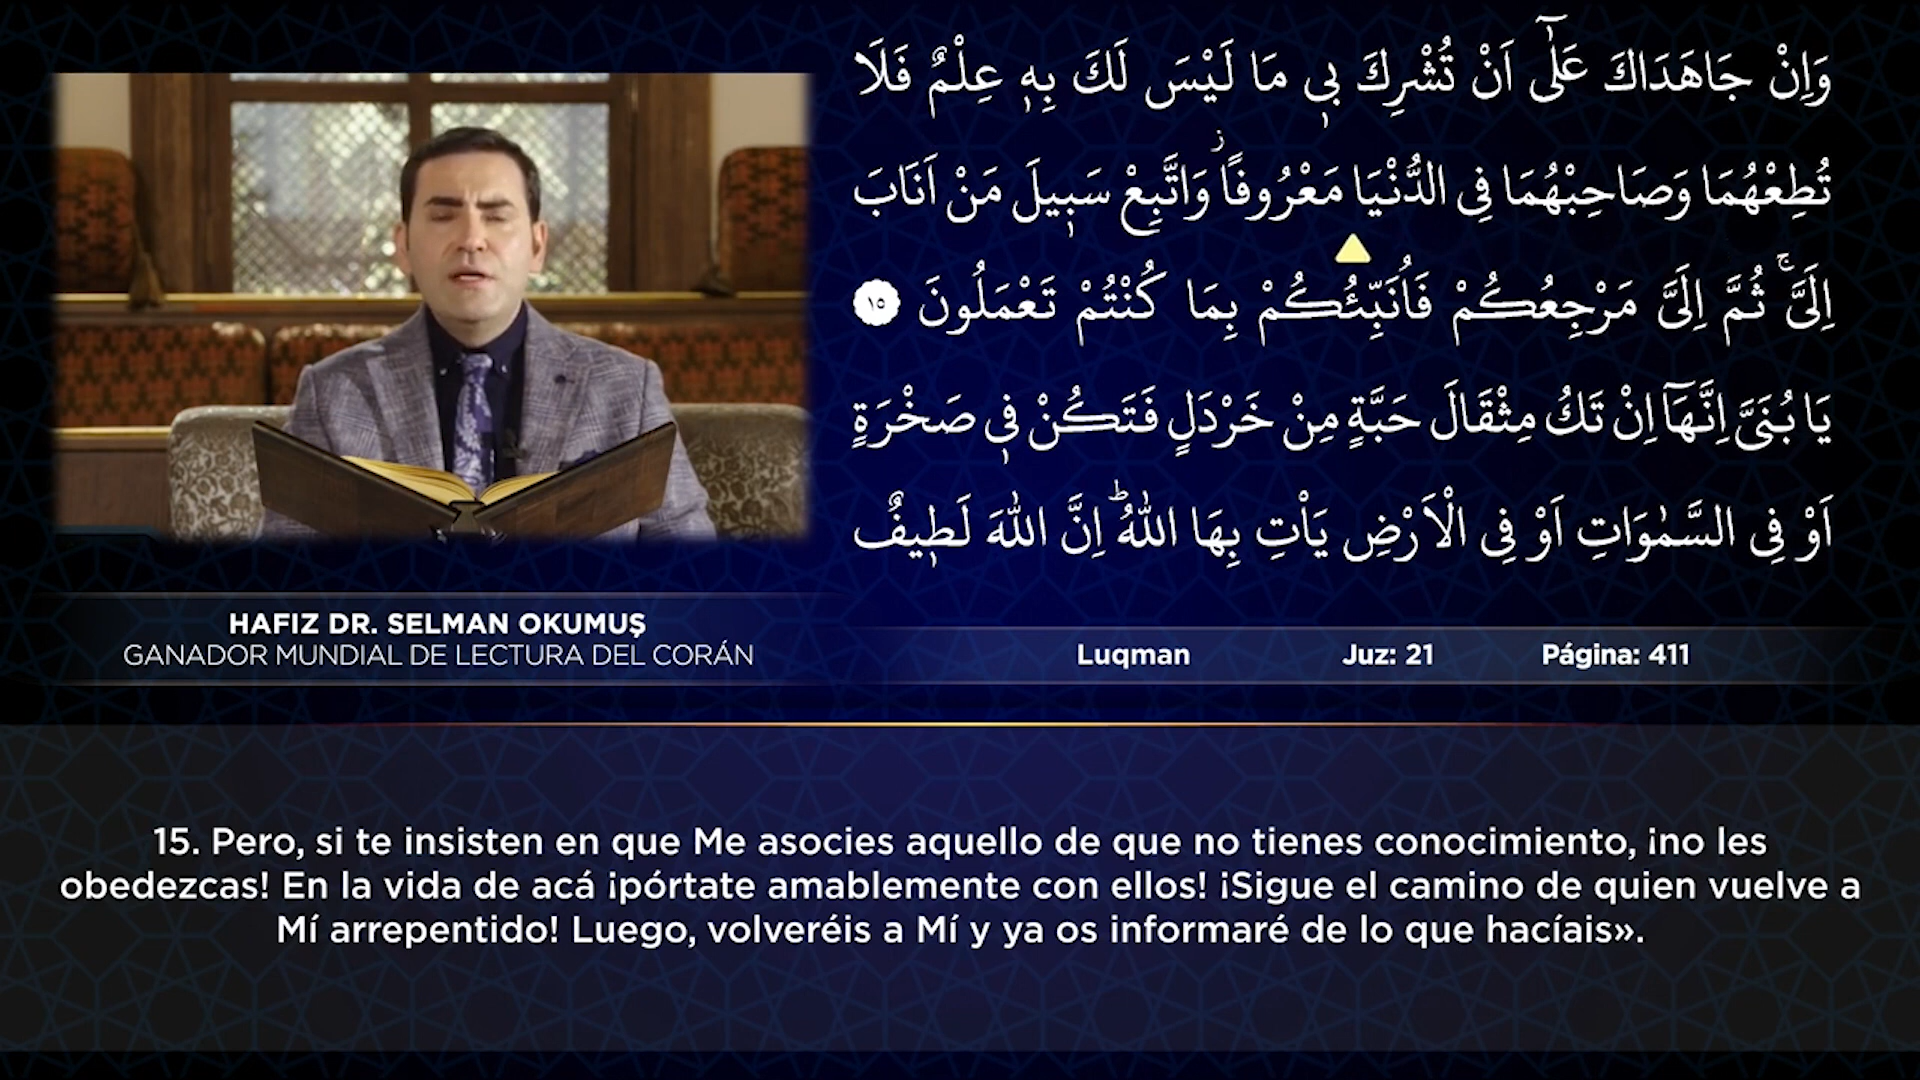 وَاِنْ جَاهَدَاكَ عَلٰٓى اَنْ تُشْرِكَ بٖي مَا لَيْسَ لَكَ بِهٖ عِلْمٌ فَلَا
تُطِعْهُمَا وَصَاحِبْهُمَا فِي الدُّنْيَا مَعْرُوفًاؗ وَاتَّبِعْ سَبٖيلَ مَنْ اَنَابَ
اِلَيَّۚ ثُمَّ اِلَيَّ مَرْجِعُكُمْ فَاُنَبِّئُكُمْ بِمَا كُنْتُمْ تَعْمَلُونَ ١٥
يَا بُنَيَّ اِنَّهَٓا اِنْ تَكُ مِثْقَالَ حَبَّةٍ مِنْ خَرْدَلٍ فَتَكُنْ فٖي صَخْرَةٍ
اَوْ فِي السَّمٰوَاتِ اَوْ فِي الْاَرْضِ يَأْتِ بِهَا اللّٰهُؕ اِنَّ اللّٰهَ لَطٖيفٌ
HAFIZ DR. SELMAN OKUMUŞ
GANADOR MUNDIAL DE LECTURA DEL CORÁN
Luqman Juz: 21 Página: 411
15. Pero, si te insisten en que Me asocies aquello de que no tienes conocimiento, ¡no les
obedezcas! En la vida de acá ¡pórtate amablemente con ellos! ¡Sigue el camino de quien vuelve a
Mí arrepentido! Luego, volveréis a Mí y ya os informaré de lo que hacíais».